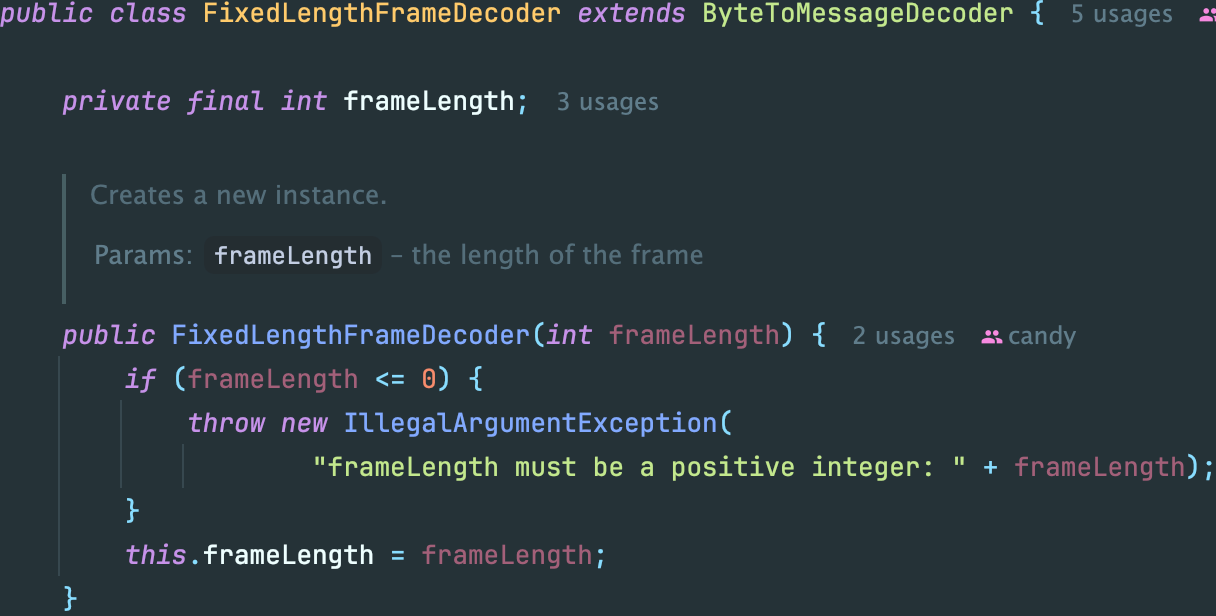 public class FixedLengthFrameDecoder extends ByteToMessageDecoder { 5 usages
private final int frameLength; 3 usages
Creates a new instance.
Params: frameLength – the length of the frame
public FixedLengthFrameDecoder(int frameLength) { 2 usages candy
if (frameLength <= 0) {
throw new IllegalArgumentException(
"frameLength must be a positive integer: " + frameLength);
}
this.frameLength = frameLength;
}